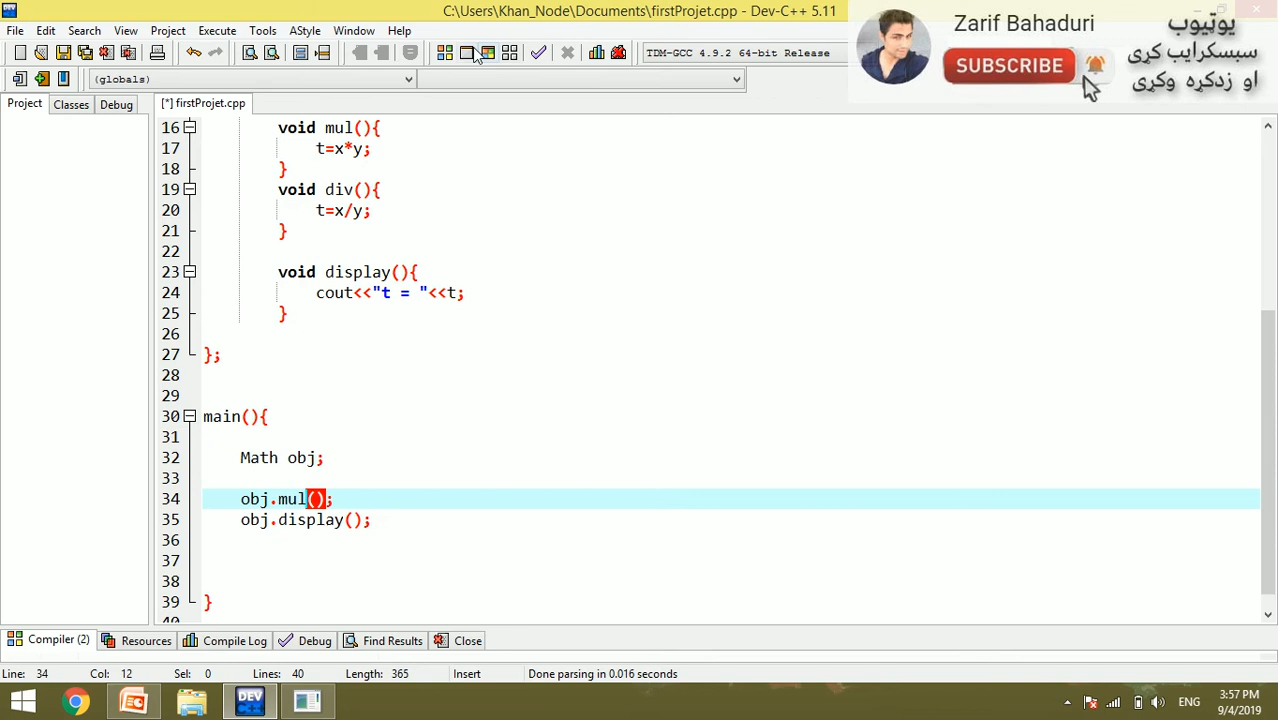 C:\Users\Khan_Node\Documents\firstProjet.cpp - Dev-C++ 5.11
File Edit Search View Project Execute Tools AStyle Window Help
TDM-GCC 4.9.2 64-bit Release
(globals)
Zarif Bahaduri
SUBSCRIBE
یوټیوب
سبسکرایب کړی
او زدکړه وکړی
Project Classes Debug
[*] firstProjet.cpp
16 void mul(){
17 t=x*y;
18 }
19 void div(){
20 t=x/y;
21 }
22
23 void display(){
24 cout<<"t = "<<t;
25 }
26
27 };
28
29
30 main(){
31
32 Math obj;
33
34 obj.mul();
35 obj.display();
36
37
38
39 }
40
Compiler (2) Resources Compile Log Debug Find Results Close
Line: 34 Col: 12 Sel: 0 Lines: 40 Length: 365 Insert Done parsing in 0.016 seconds
DEV
ENG
3:57 PM
9/4/2019